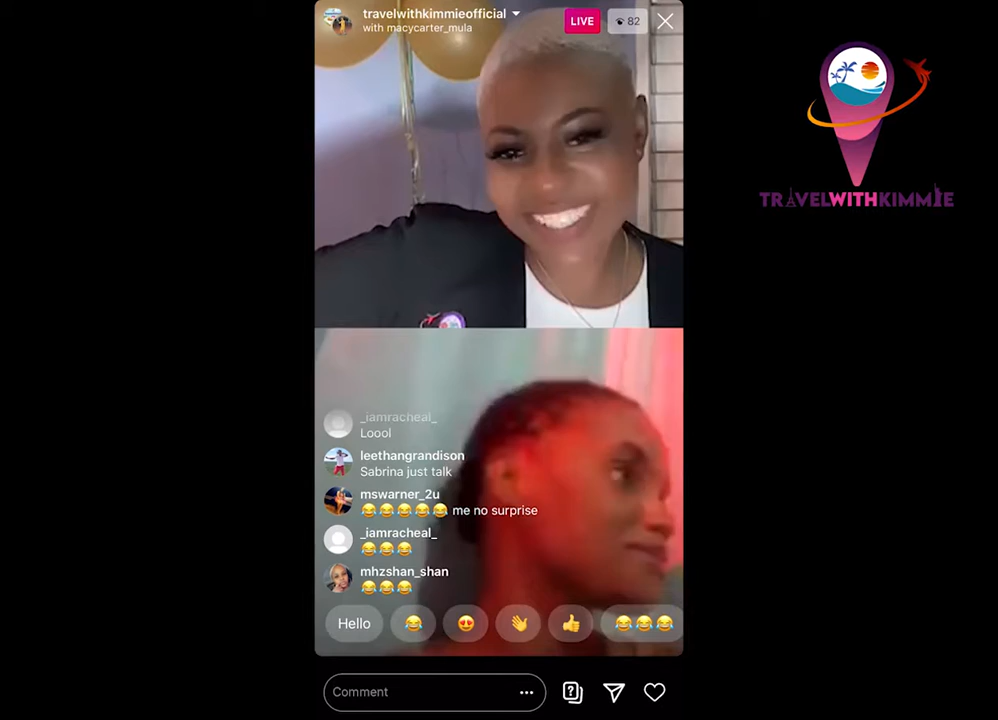 travelwithkimmieofficial
with macycarter_mula
LIVE
82
TRAVELWITHKIMMIE
_iamracheal_
Loool
leethangrandison
Sabrina just talk
mswarner_2u
😂😂😂😂😂 me no surprise
_iamracheal_
😂😂😂
mhzshan_shan
😂😂😂
Hello 😂 😍 👋 👍 😂😂😂
Comment